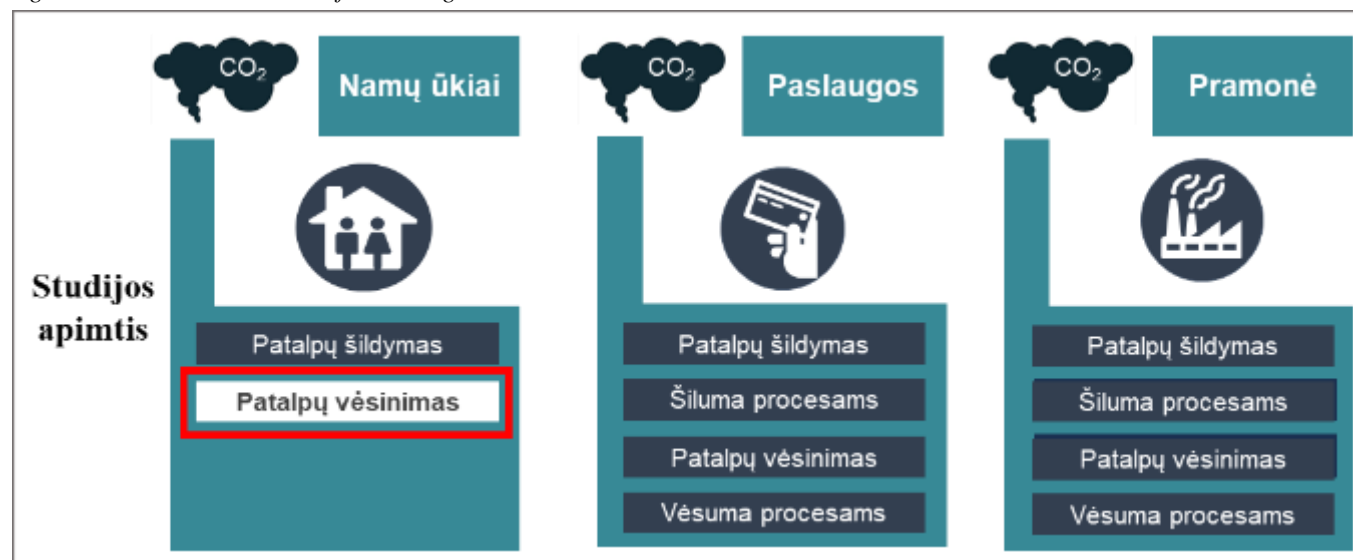 CO2
Namų ūkiai
CO2
Paslaugos
CO2
Pramonė
Studijos
apimtis
Patalpų šildymas
Patalpų vėsinimas
Patalpų šildymas
Šiluma procesams
Patalpų vėsinimas
Vėsuma procesams
Patalpų šildymas
Šiluma procesams
Patalpų vėsinimas
Vėsuma procesams